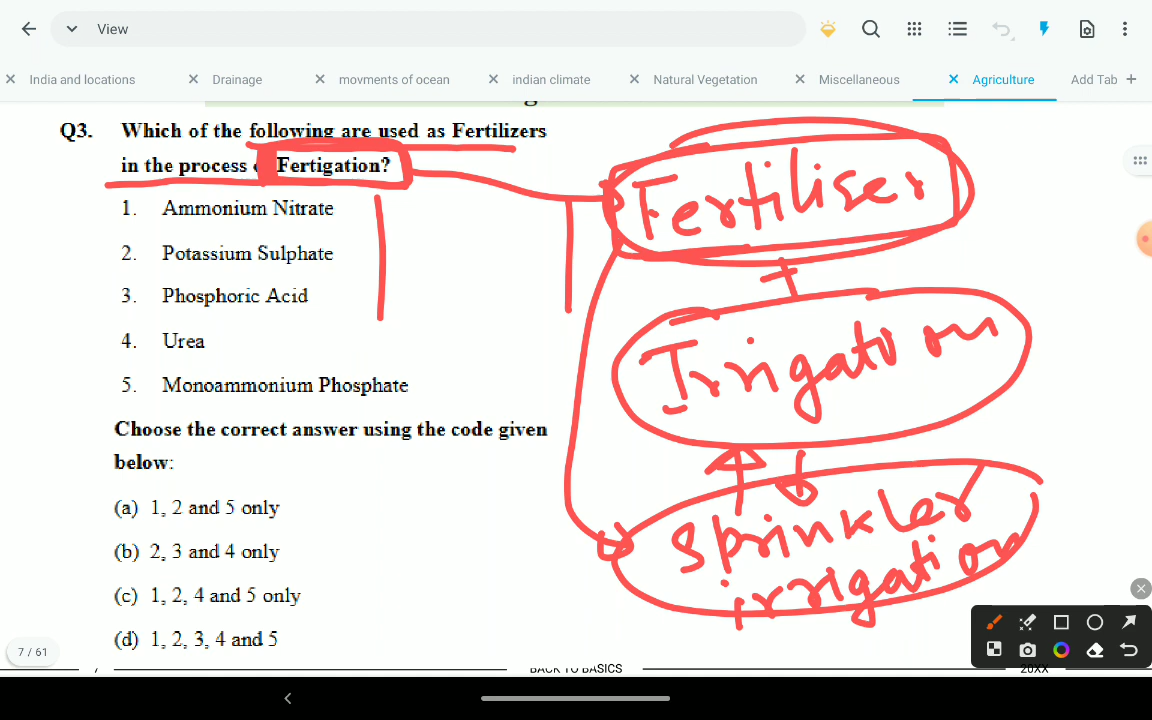 View
India and locations
Drainage
movments of ocean
indian climate
Natural Vegetation
Miscellaneous
Agriculture
Add Tab
Q3. Which of the following are used as Fertilizers
in the process Fertigation?
1. Ammonium Nitrate
2. Potassium Sulphate
3. Phosphoric Acid
4. Urea
5. Monoammonium Phosphate
Choose the correct answer using the code given
below:
(a) 1, 2 and 5 only
(b) 2, 3 and 4 only
(c) 1, 2, 4 and 5 only
(d) 1, 2, 3, 4 and 5
Fertiliser
+
Irrigation
Sprinkler
irrigation
7 / 61
BACK TO BASICS
20XX